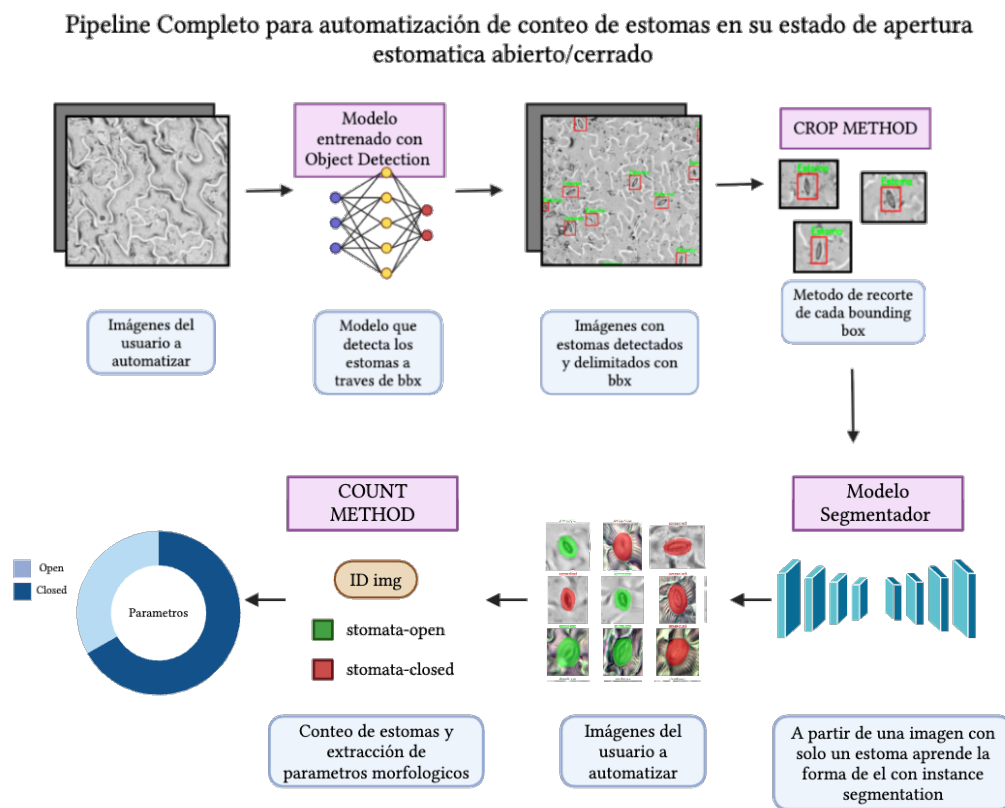 Pipeline Completo para automatización de conteo de estomas en su estado de apertura
estomatica abierto/cerrado
Modelo
entrenado con
Object Detection
CROP METHOD
Estoma
Estoma
Estoma
Imágenes del
usuario a
automatizar
Modelo que
detecta los
estomas a
traves de bbx
Imágenes con
estomas detectados
y delimitados con
bbx
Metodo de recorte
de cada bounding
box
COUNT
METHOD
Modelo
Segmentador
Open
Closed
Parametros
ID img
stomata-open
stomata-closed
Conteo de estomas y
extracción de
parametros morfologicos
Imágenes del
usuario a
automatizar
A partir de una imagen con
solo un estoma aprende la
forma de el con instance
segmentation